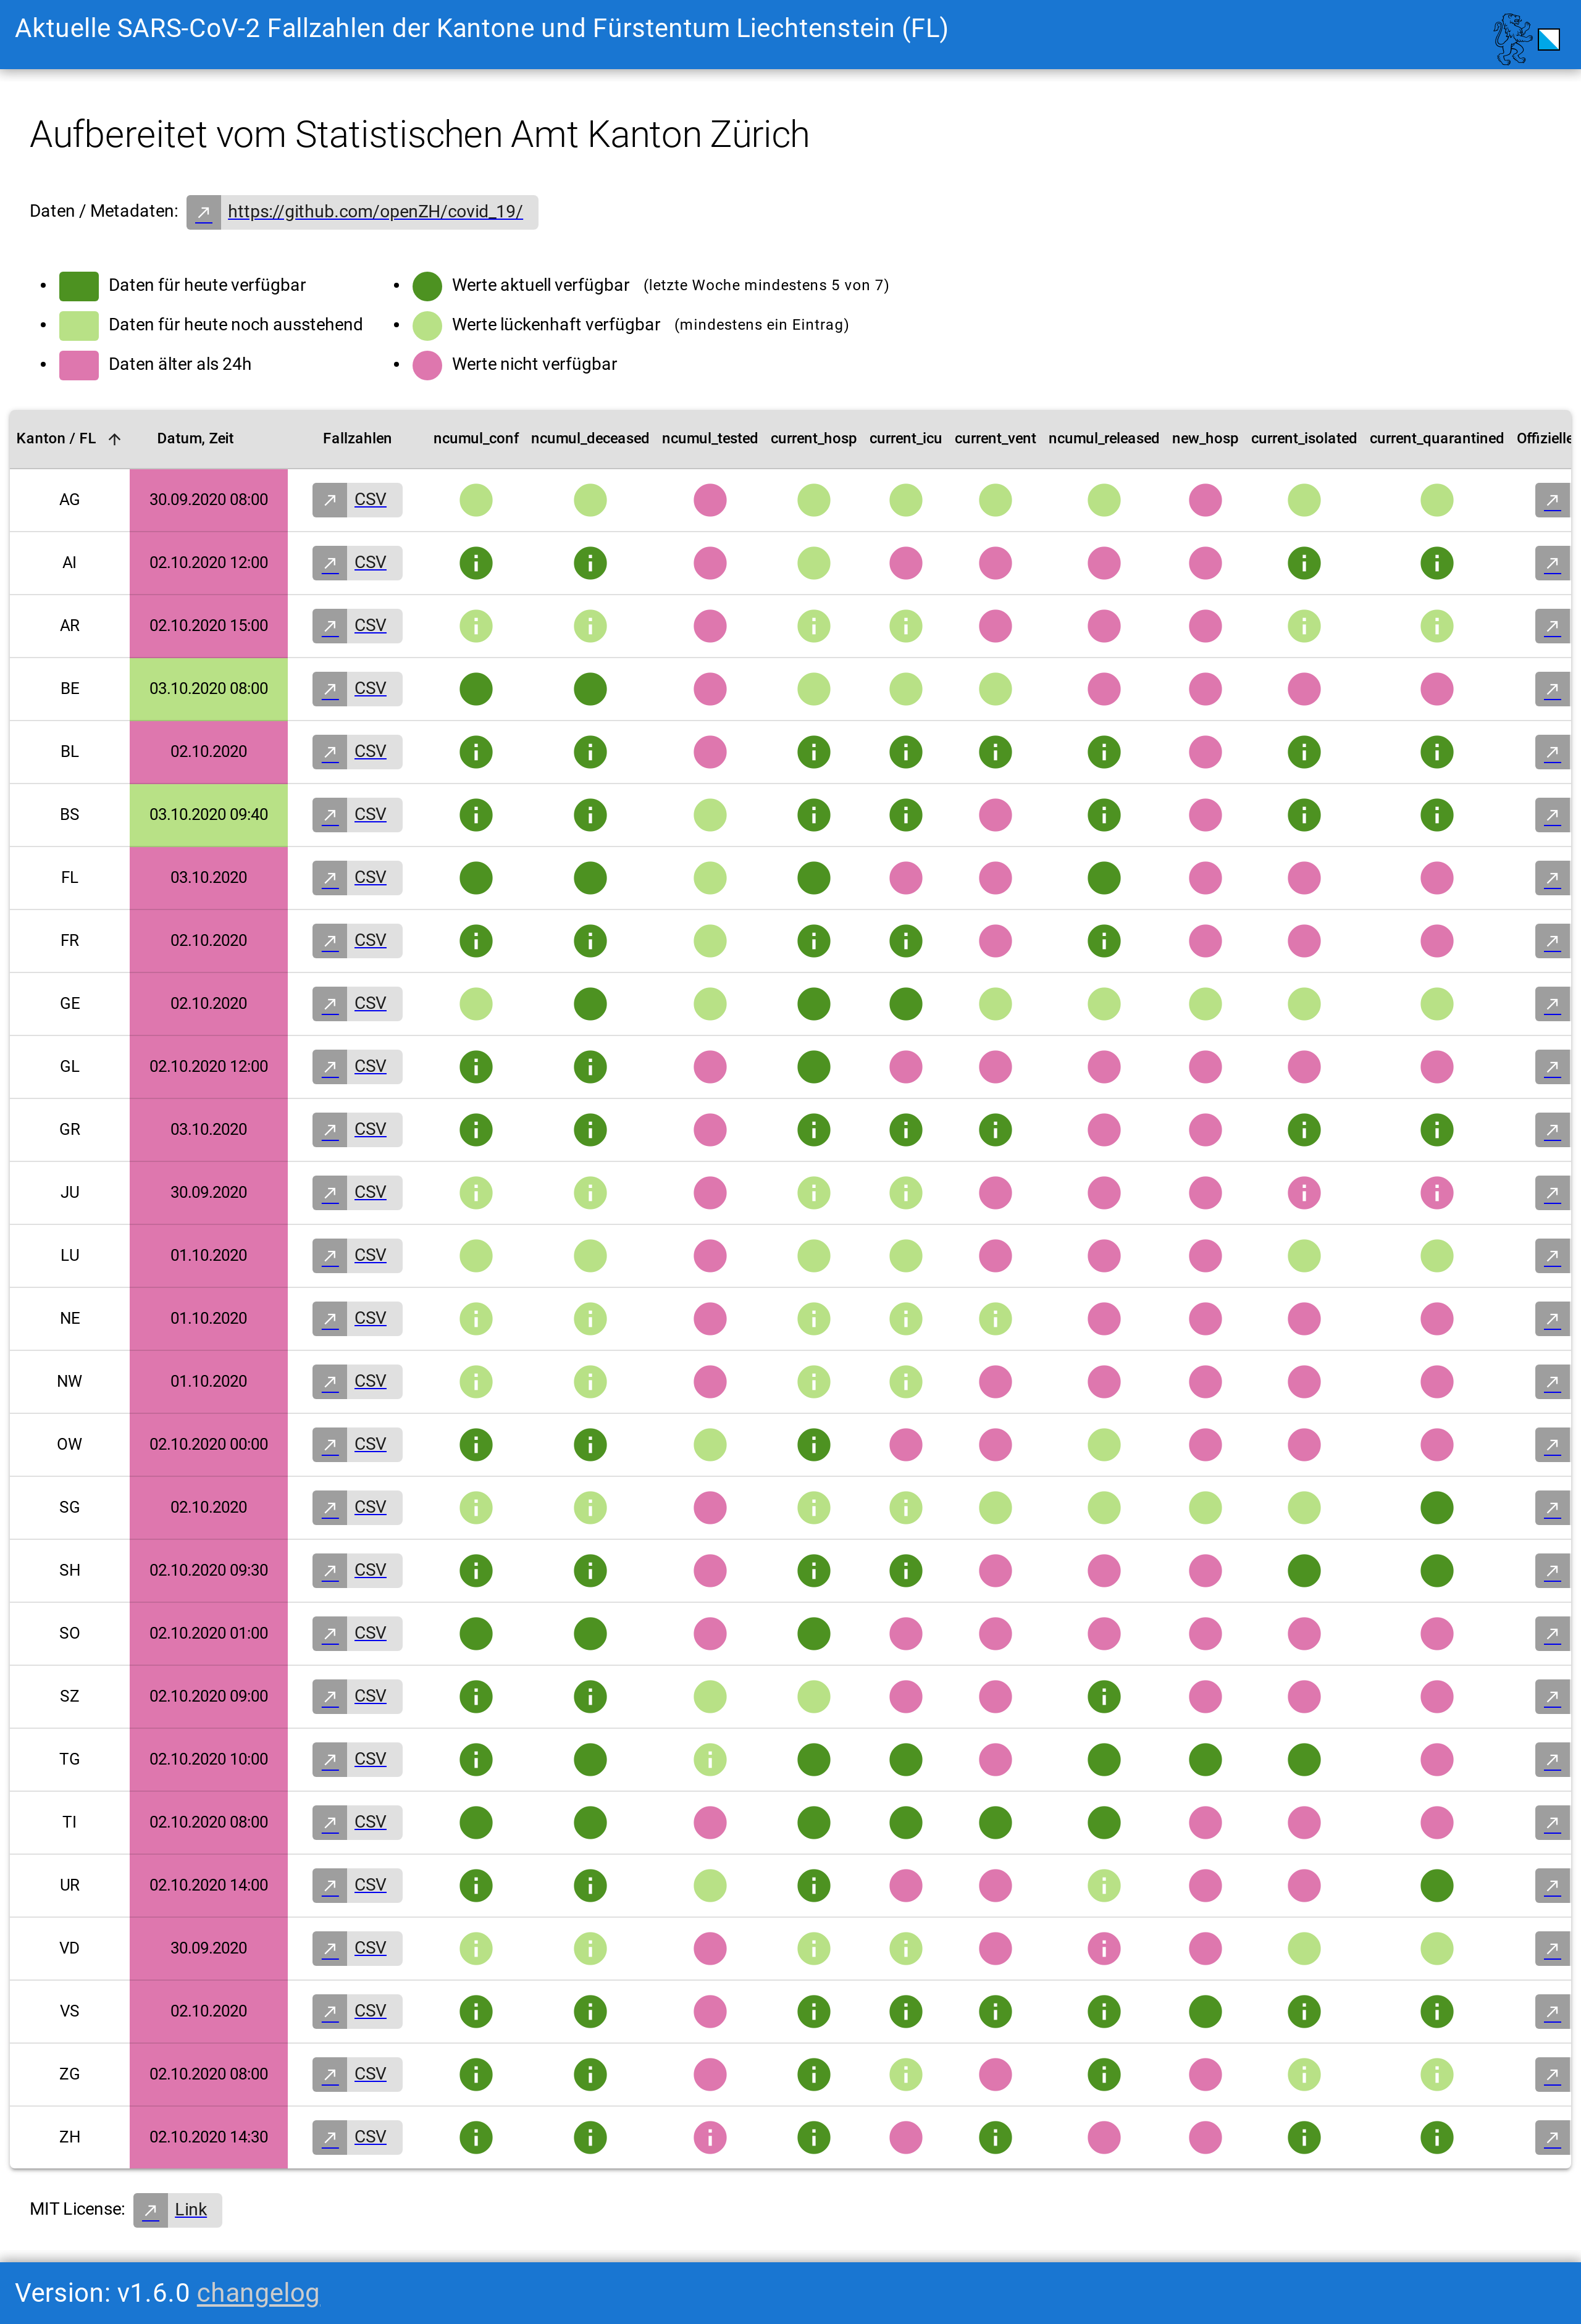 Aktuelle SARS-CoV-2 Fallzahlen der Kantone und Fürstentum Liechtenstein (FL)
Aufbereitet vom Statistischen Amt Kanton Zürich
Daten / Metadaten: https://github.com/openZH/covid_19/
Daten für heute verfügbar
Daten für heute noch ausstehend
Daten älter als 24h
Werte aktuell verfügbar (letzte Woche mindestens 5 von 7)
Werte lückenhaft verfügbar (mindestens ein Eintrag)
Werte nicht verfügbar
Kanton / FL Datum, Zeit Fallzahlen ncumul_conf ncumul_deceased ncumul_tested current_hosp current_icu current_vent ncumul_released new_hosp current_isolated current_quarantined Offizielle
AG 30.09.2020 08:00 CSV
AI 02.10.2020 12:00 CSV
AR 02.10.2020 15:00 CSV
BE 03.10.2020 08:00 CSV
BL 02.10.2020 CSV
BS 03.10.2020 09:40 CSV
FL 03.10.2020 CSV
FR 02.10.2020 CSV
GE 02.10.2020 CSV
GL 02.10.2020 12:00 CSV
GR 03.10.2020 CSV
JU 30.09.2020 CSV
LU 01.10.2020 CSV
NE 01.10.2020 CSV
NW 01.10.2020 CSV
OW 02.10.2020 00:00 CSV
SG 02.10.2020 CSV
SH 02.10.2020 09:30 CSV
SO 02.10.2020 01:00 CSV
SZ 02.10.2020 09:00 CSV
TG 02.10.2020 10:00 CSV
TI 02.10.2020 08:00 CSV
UR 02.10.2020 14:00 CSV
VD 30.09.2020 CSV
VS 02.10.2020 CSV
ZG 02.10.2020 08:00 CSV
ZH 02.10.2020 14:30 CSV
MIT License: Link
Version: v1.6.0 changelog